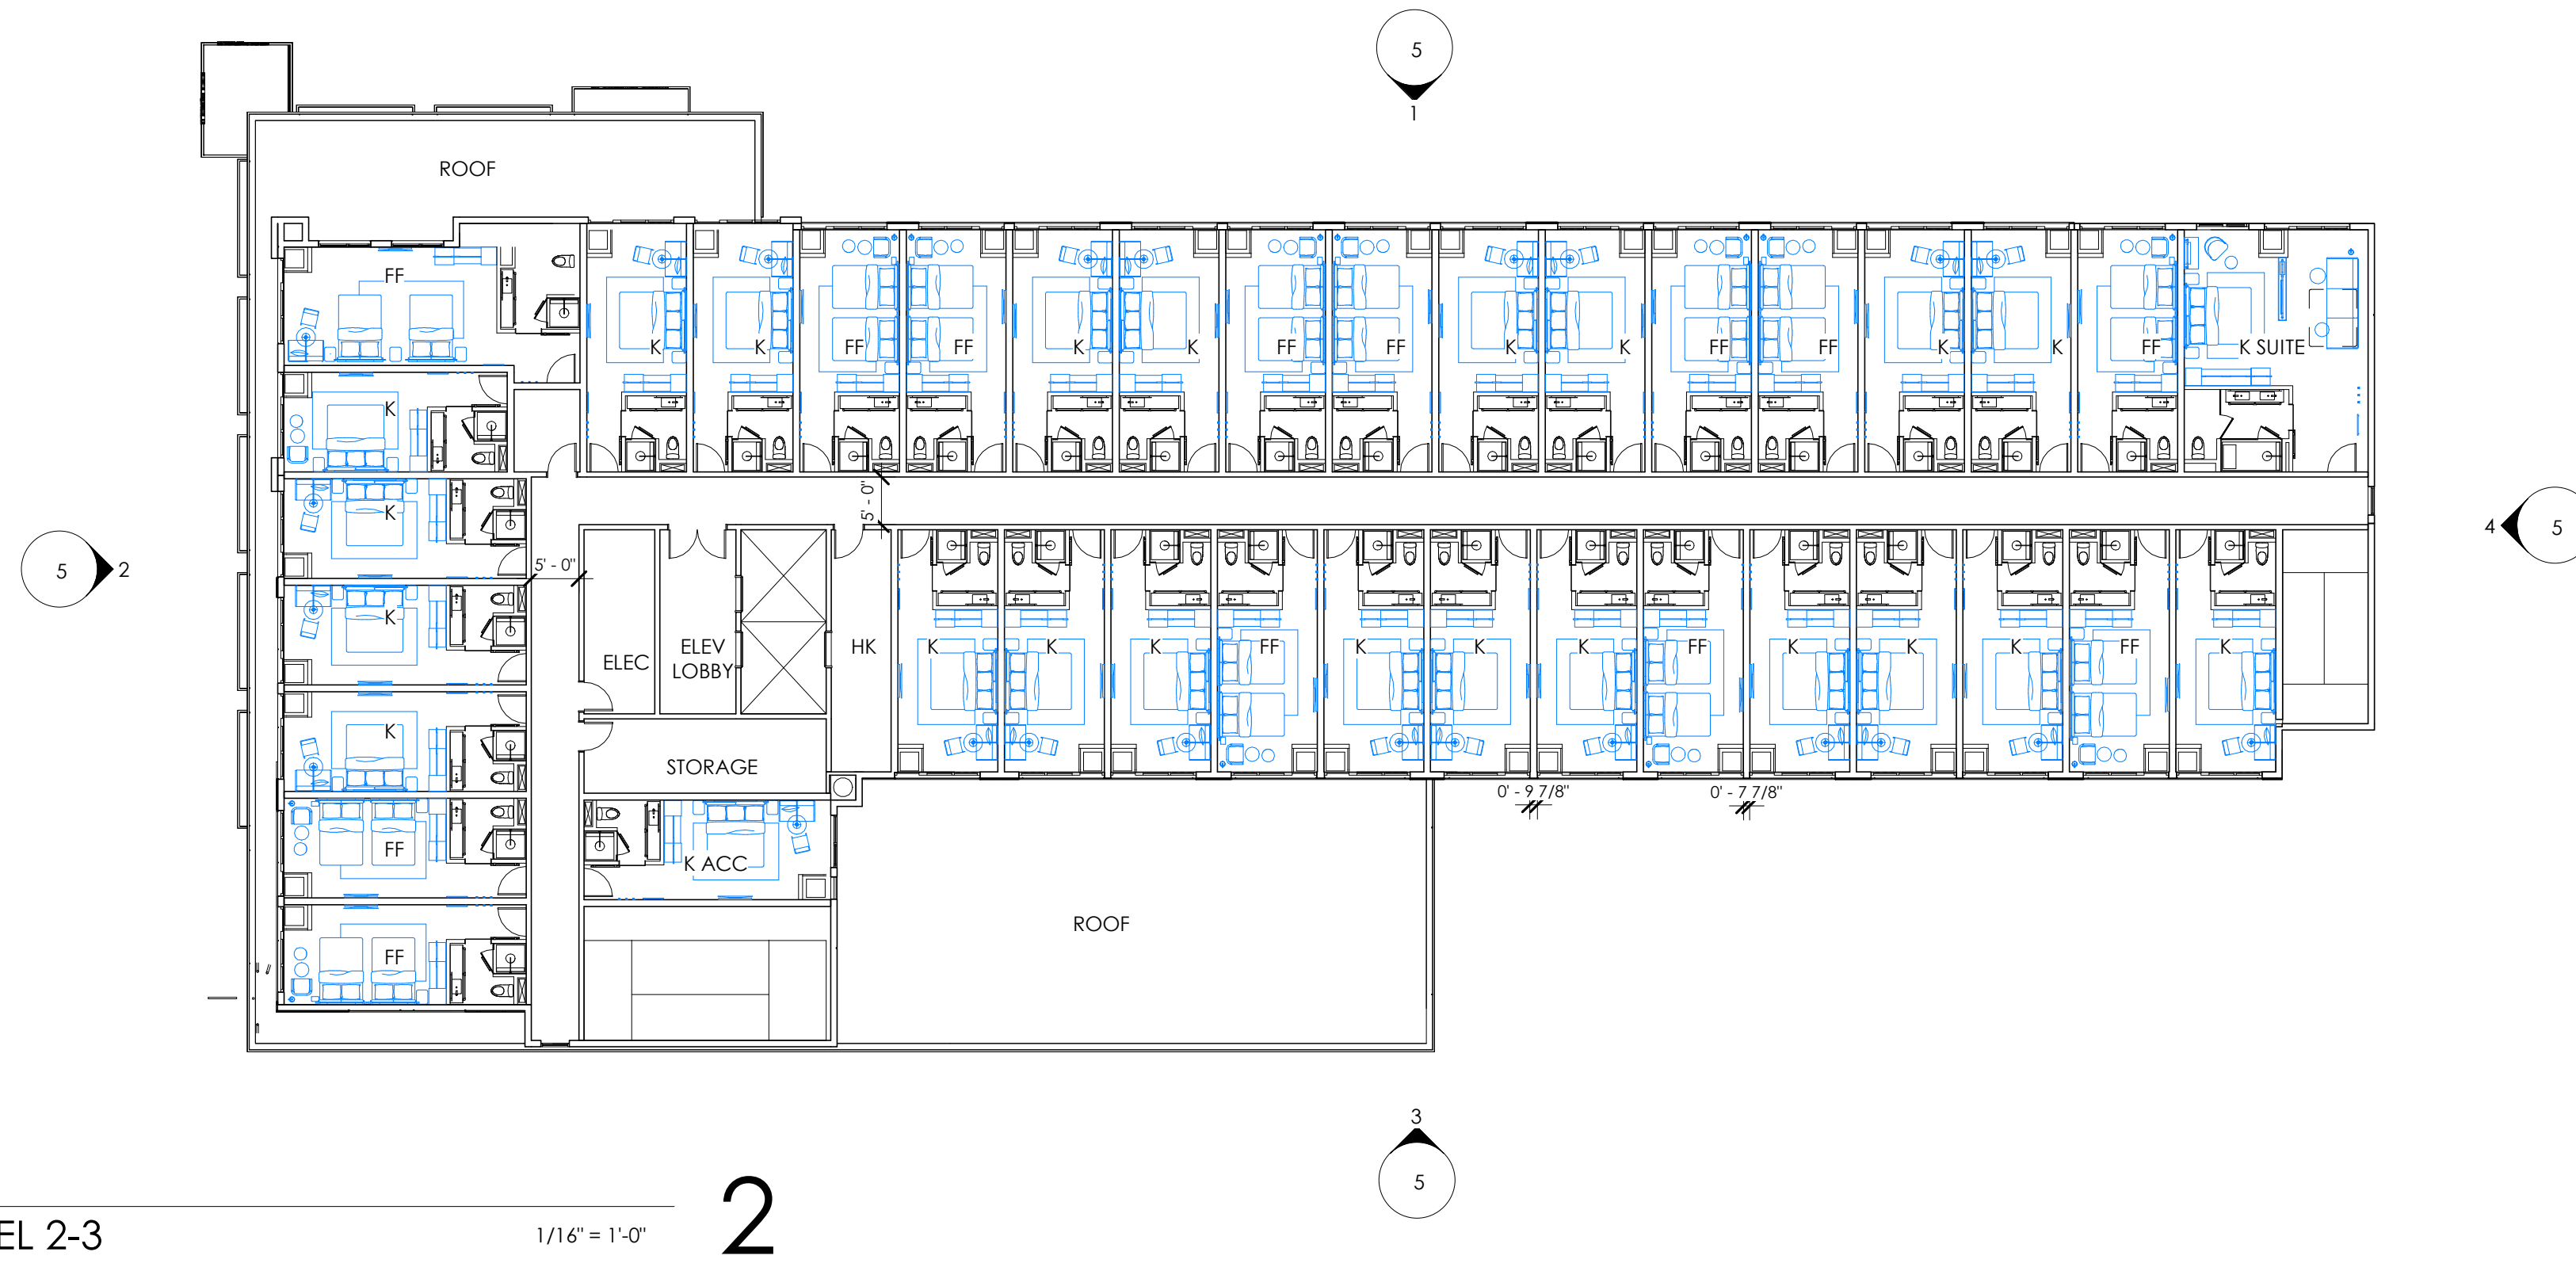 5
1
ROOF
FF
K
K
FF
FF
K
K
FF
FF
K
K
FF
FF
K
K
FF
K SUITE
K
K
5' - 0"
5
2
5' - 0"
4
5
K
ELEC
ELEV
LOBBY
HK
K
K
K
FF
K
K
K
FF
K
K
K
FF
K
K
STORAGE
0' - 9 7/8"
0' - 7 7/8"
FF
K ACC
ROOF
FF
3
5
2
EL 2-3
1/16" = 1'-0"